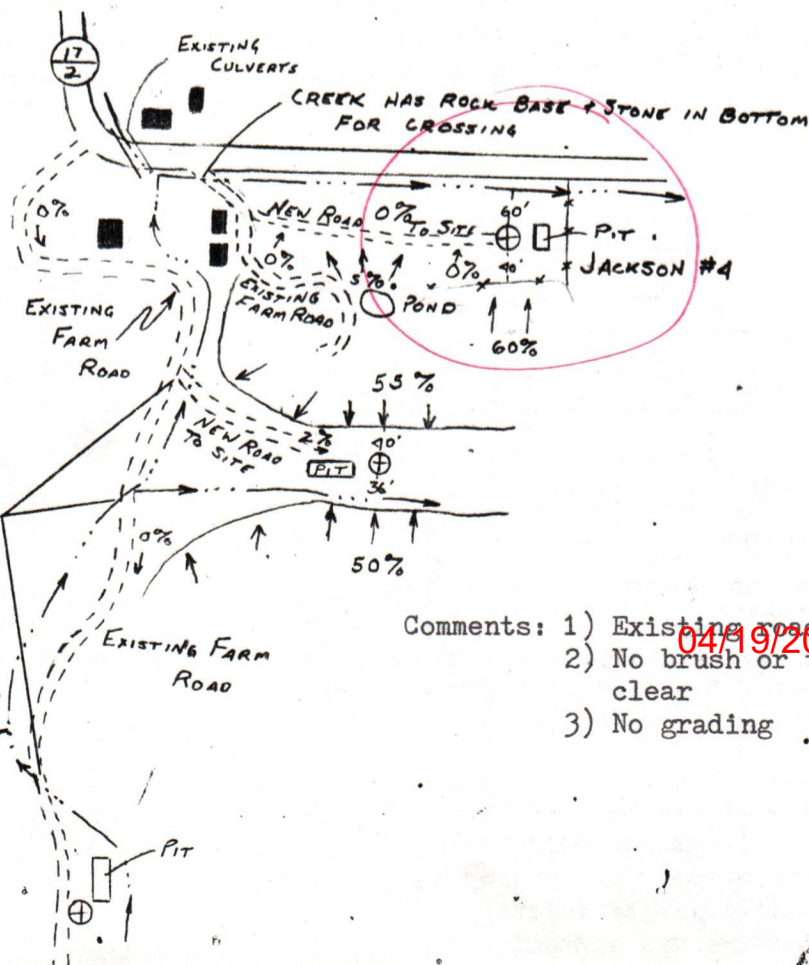 17
2
EXISTING
CULVERTS
CREEK HAS ROCK BASE & STONE IN BOTTOM
FOR CROSSING
0%
NEW ROAD 0% TO SITE
60'
PIT
0%
5%
0%
40'
JACKSON #4
EXISTING
FARM ROAD
POND
60%
EXISTING
FARM
ROAD
55%
NEW ROAD
TO SITE
2%
40'
PIT
36'
0%
50%
EXISTING FARM
ROAD
Comments: 1) Existing
04/19/20
2) No brush or
clear
3) No grading
PIT